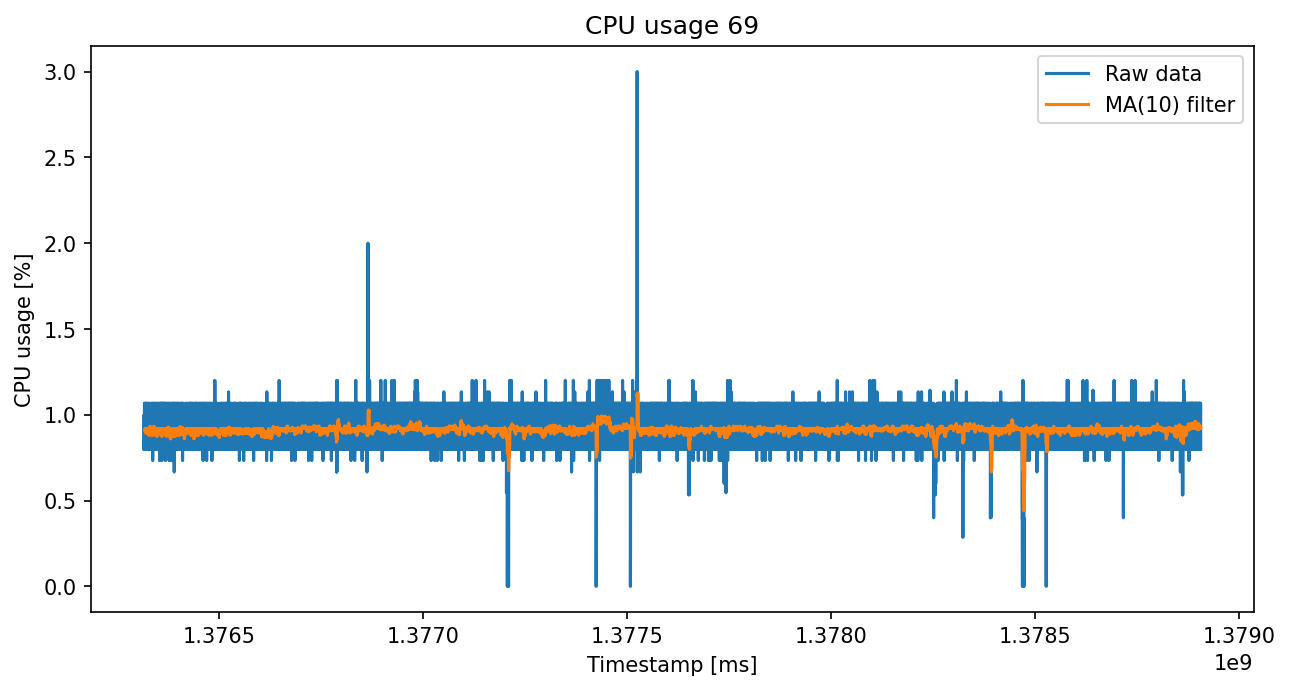 CPU usage 69
Raw data
MA(10) filter
CPU usage [%]
3.0
2.5
2.0
1.5
1.0
0.5
0.0
1.3765 1.3770 1.3775 1.3780 1.3785 1.3790
1e9
Timestamp [ms]